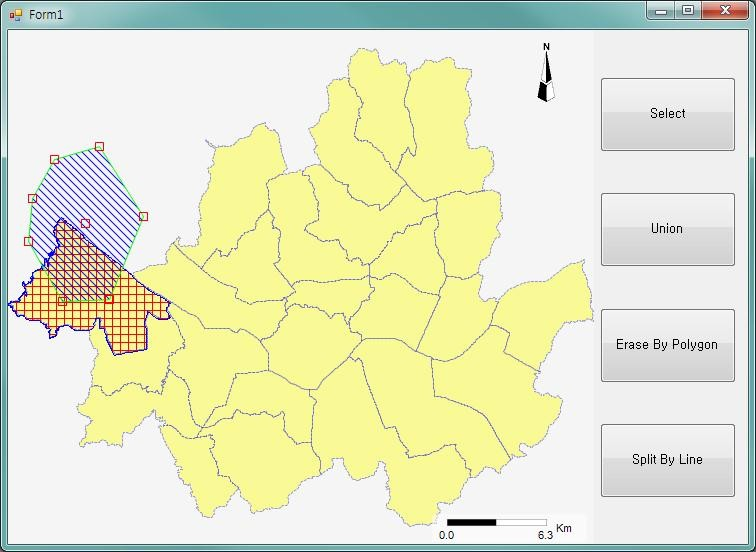 Form1
N
Select
Union
Erase By Polygon
Split By Line
0.0
6.3
Km